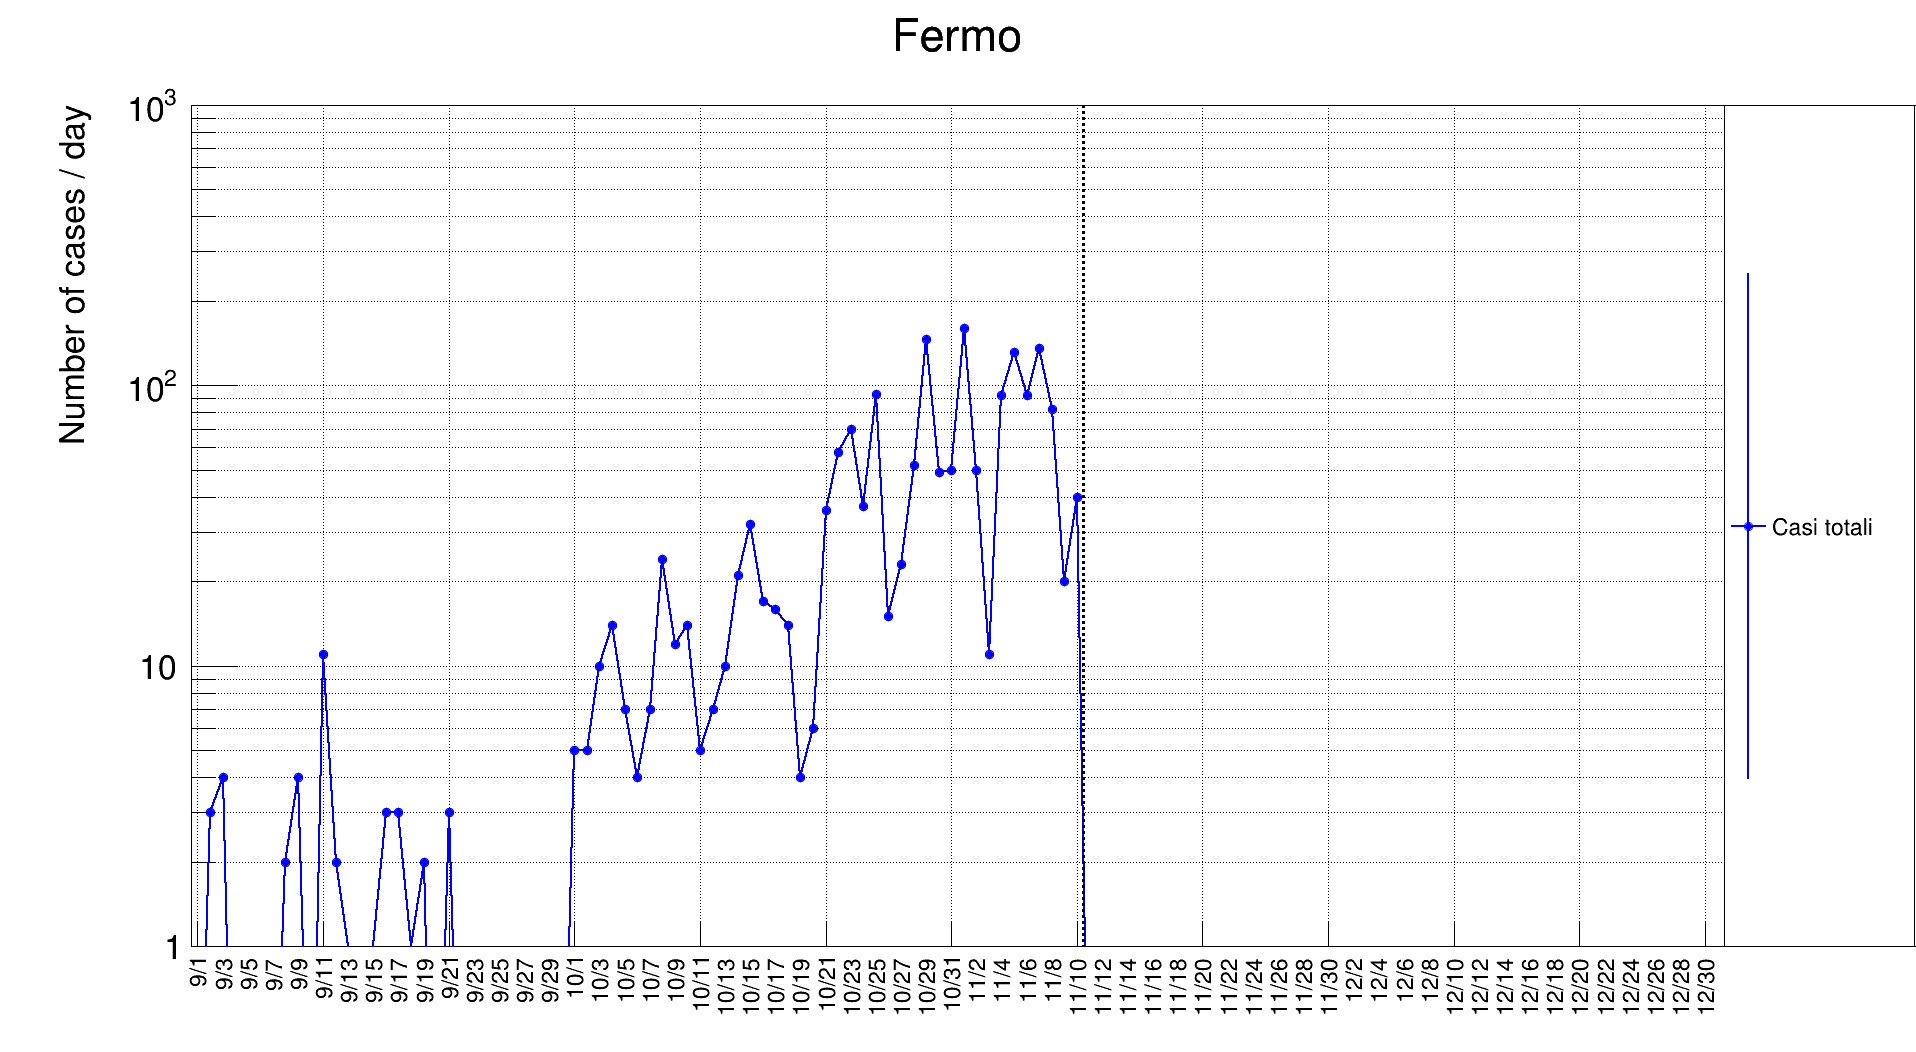 Fermo
Number of cases / day
10³
10²
10
1
9/1 9/3 9/5 9/7 9/9 9/11 9/13 9/15 9/17 9/19 9/21 9/23 9/25 9/27 9/29 10/1 10/3 10/5 10/7 10/9 10/11 10/13 10/15 10/17 10/19 10/21 10/23 10/25 10/27 10/29 10/31 11/2 11/4 11/6 11/8 11/10 11/12 11/14 11/16 11/18 11/20 11/22 11/24 11/26 11/28 11/30 12/2 12/4 12/6 12/8 12/10 12/12 12/14 12/16 12/18 12/20 12/22 12/24 12/26 12/28 12/30
Casi totali